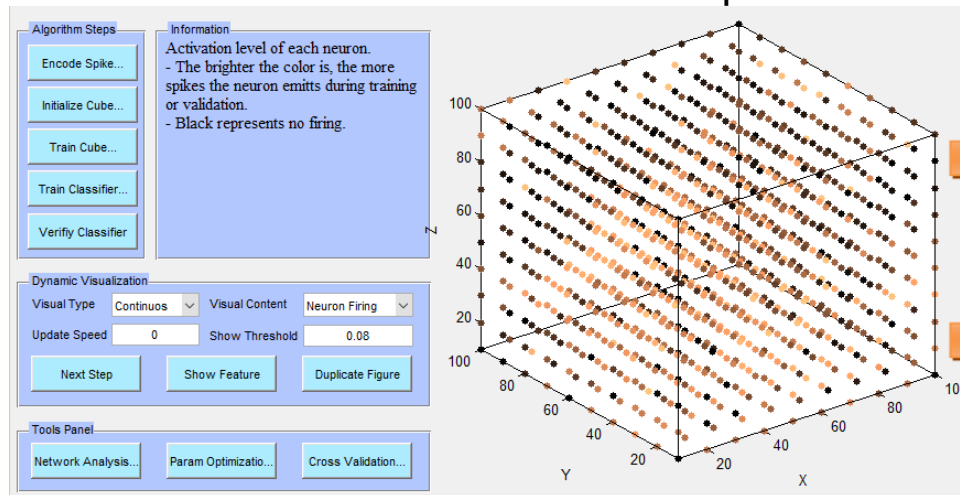 Algorithm Steps
Encode Spike...
Initialize Cube...
Train Cube...
Train Classifier...
Verifiy Classifier
Information
Activation level of each neuron.
- The brighter the color is, the more
spikes the neuron emitts during training
or validation.
- Black represents no firing.
Dynamic Visualization
Visual Type Continuos Visual Content Neuron Firing
Update Speed 0 Show Threshold 0.08
Next Step Show Feature Duplicate Figure
Tools Panel
Network Analysis... Param Optimizatio... Cross Validation...
Z
100
80
60
40
20
100
80
60
40
20
Y
20
40
60
80
X